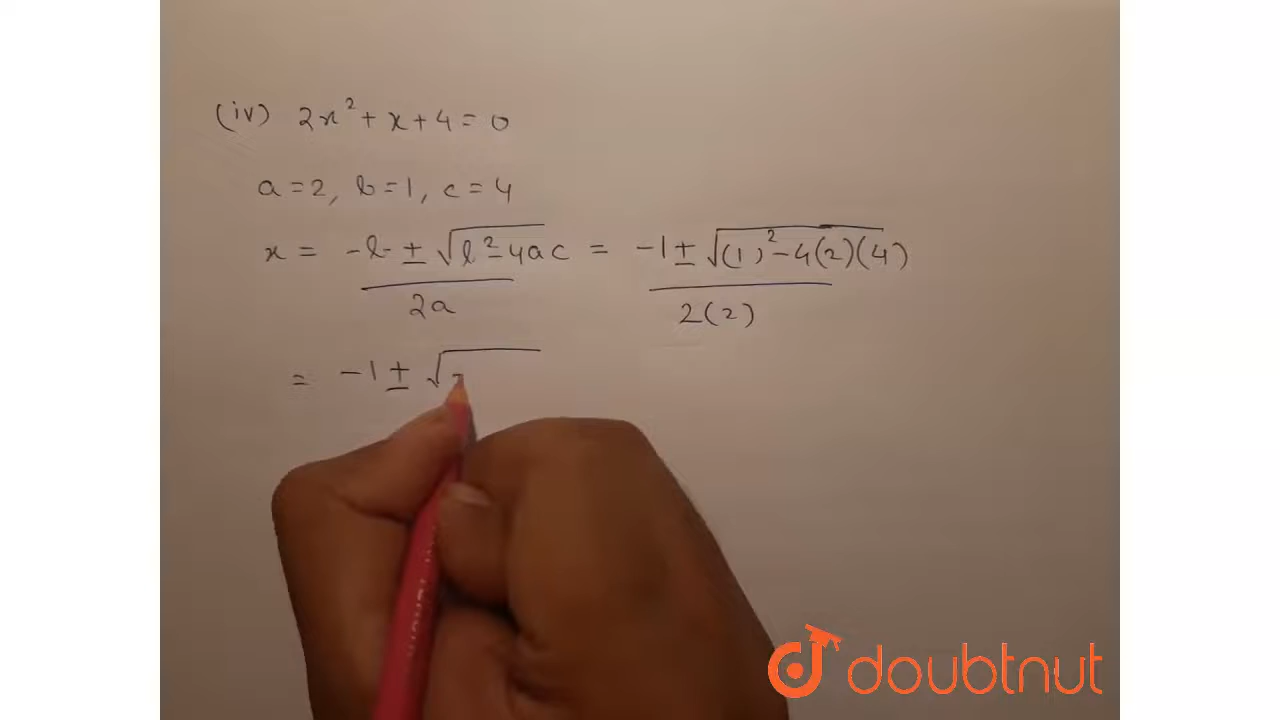 (iv) 2x² + x + 4 = 0
a = 2, b = 1, c = 4
x = -b ± √b² - 4ac / 2a = -1 ± √(1)² - 4(2)(4) / 2(2)
= -1 ± √
doubtnut